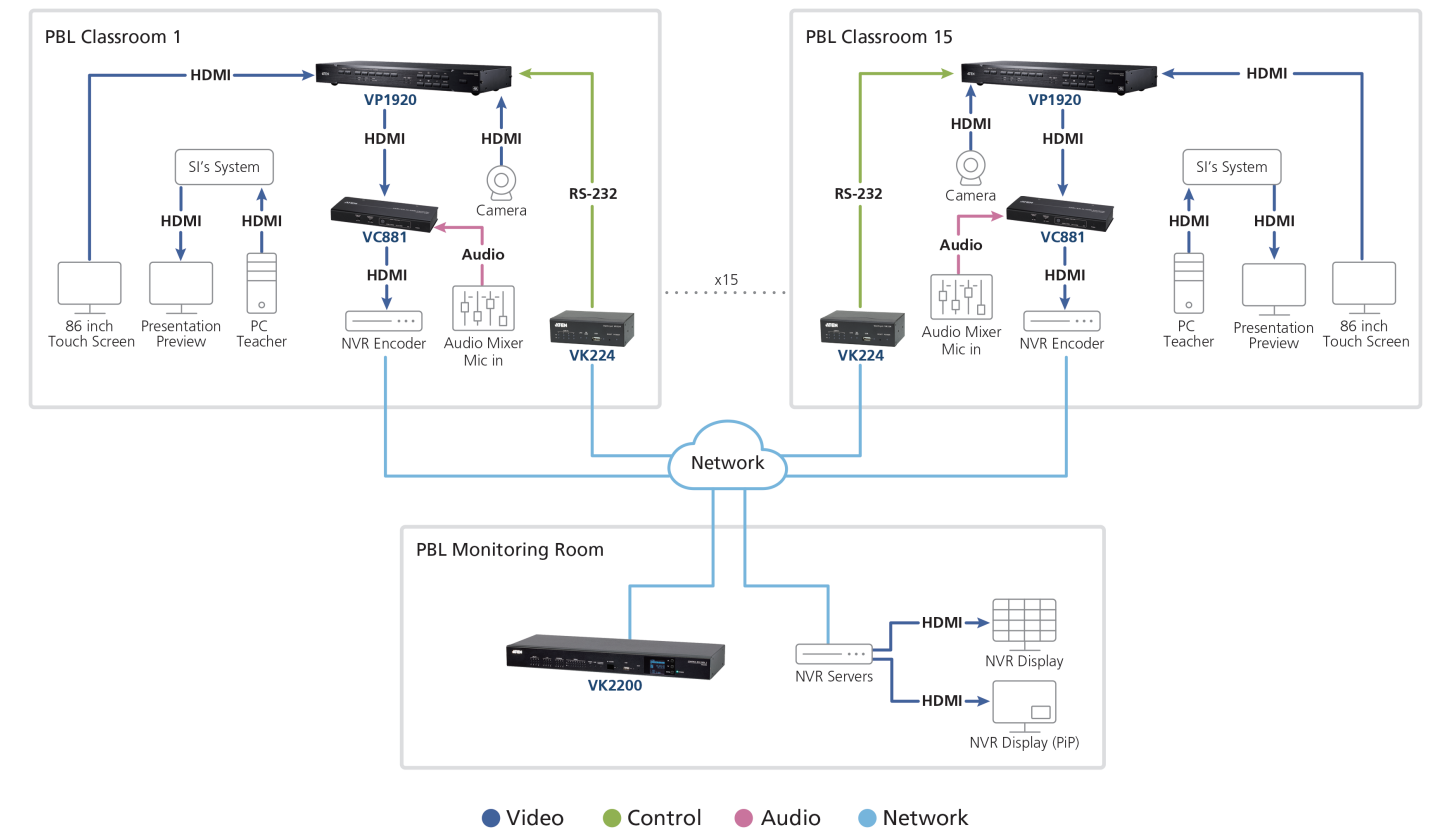 PBL Classroom 1
HDMI
VP1920
HDMI
HDMI
SI's System
HDMI
HDMI
Camera
RS-232
VC881
Audio
HDMI
86 inch
Touch Screen
Presentation
Preview
PC
Teacher
NVR Encoder
Audio Mixer
Mic in
ATEN
VK224
x15
PBL Classroom 15
HDMI
VP1920
HDMI
HDMI
Camera
RS-232
SI's System
HDMI
HDMI
VC881
Audio
HDMI
ATEN
VK224
Audio Mixer
Mic in
NVR Encoder
PC
Teacher
Presentation
Preview
86 inch
Touch Screen
Network
PBL Monitoring Room
ATEN
VK2200
NVR Servers
HDMI
NVR Display
HDMI
NVR Display (PiP)
Video
Control
Audio
Network